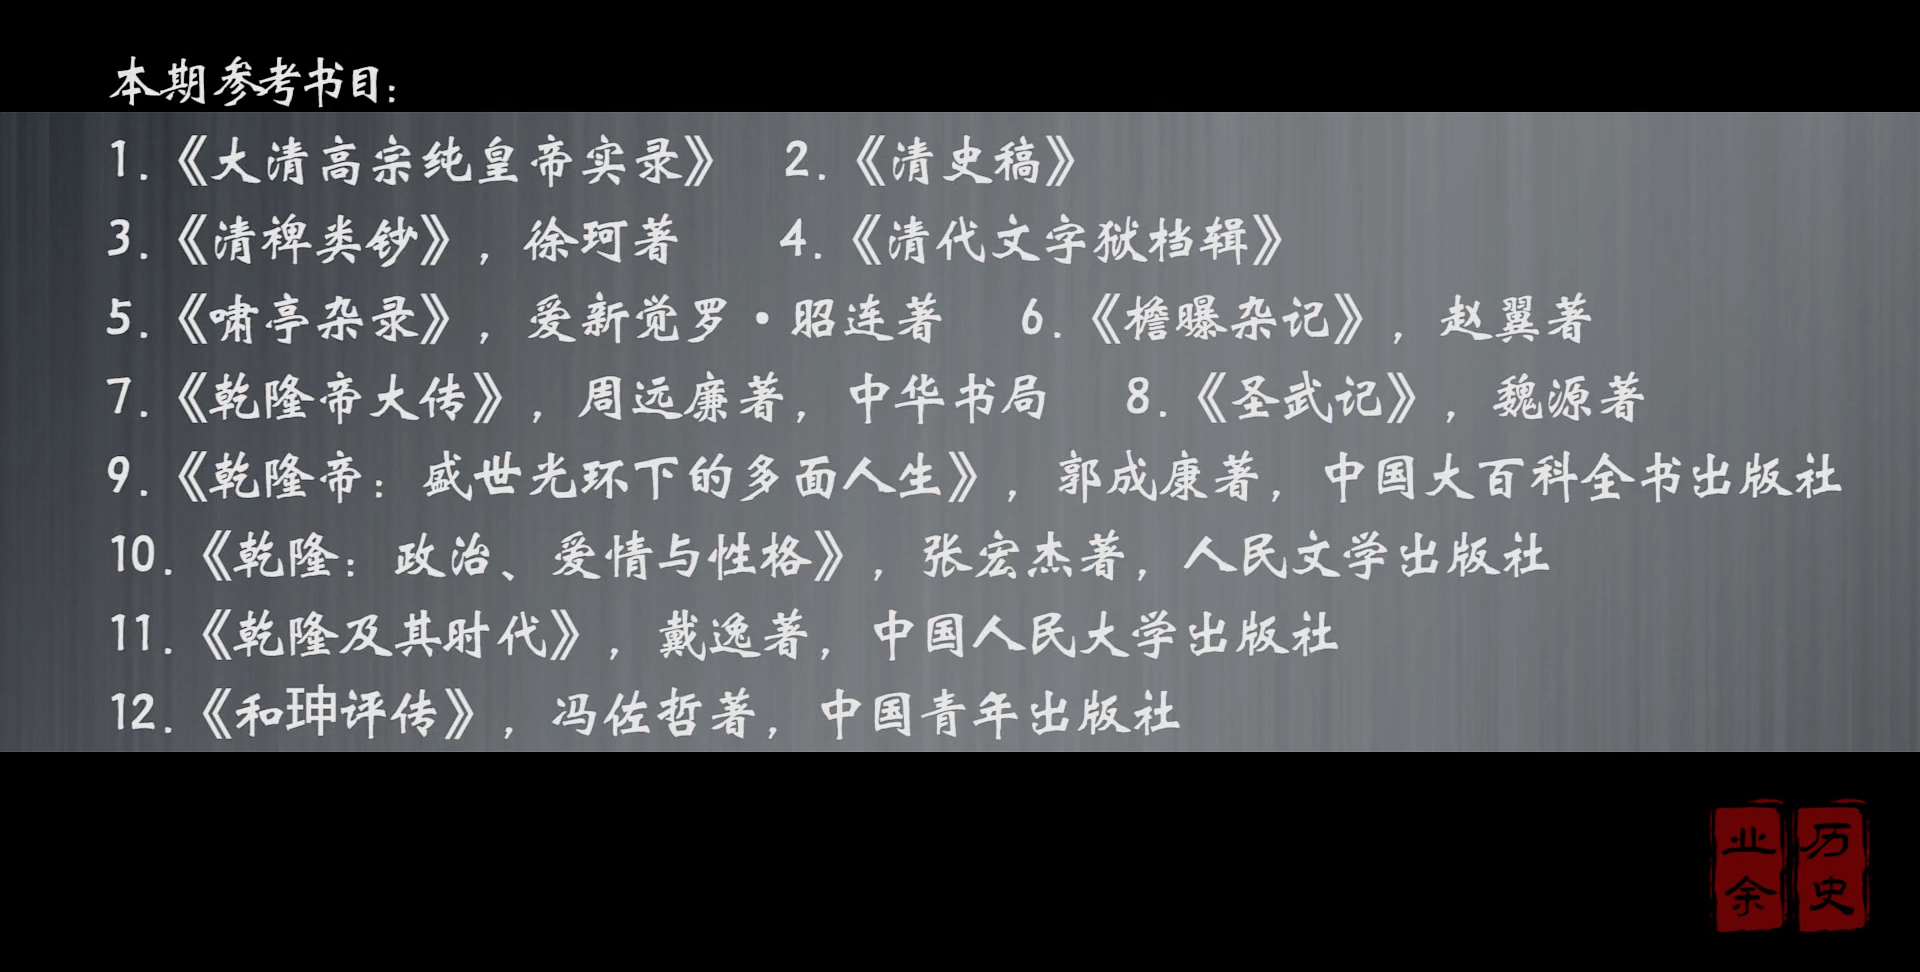 本期参考书目：
1.《大清高宗纯皇帝实录》 2.《清史稿》
3.《清裨类钞》，徐珂著 4.《清代文字狱档辑》
5.《啸亭杂录》，爱新觉罗·昭连著 6.《檐曝杂记》，赵翼著
7.《乾隆帝大传》，周远廉著，中华书局 8.《圣武记》，魏源著
9.《乾隆帝：盛世光环下的多面人生》，郭成康著，中国大百科全书出版社
10.《乾隆：政治、爱情与性格》，张宏杰著，人民文学出版社
11.《乾隆及其时代》，戴逸著，中国人民大学出版社
12.《和珅评传》，冯佐哲著，中国青年出版社
业余
历史